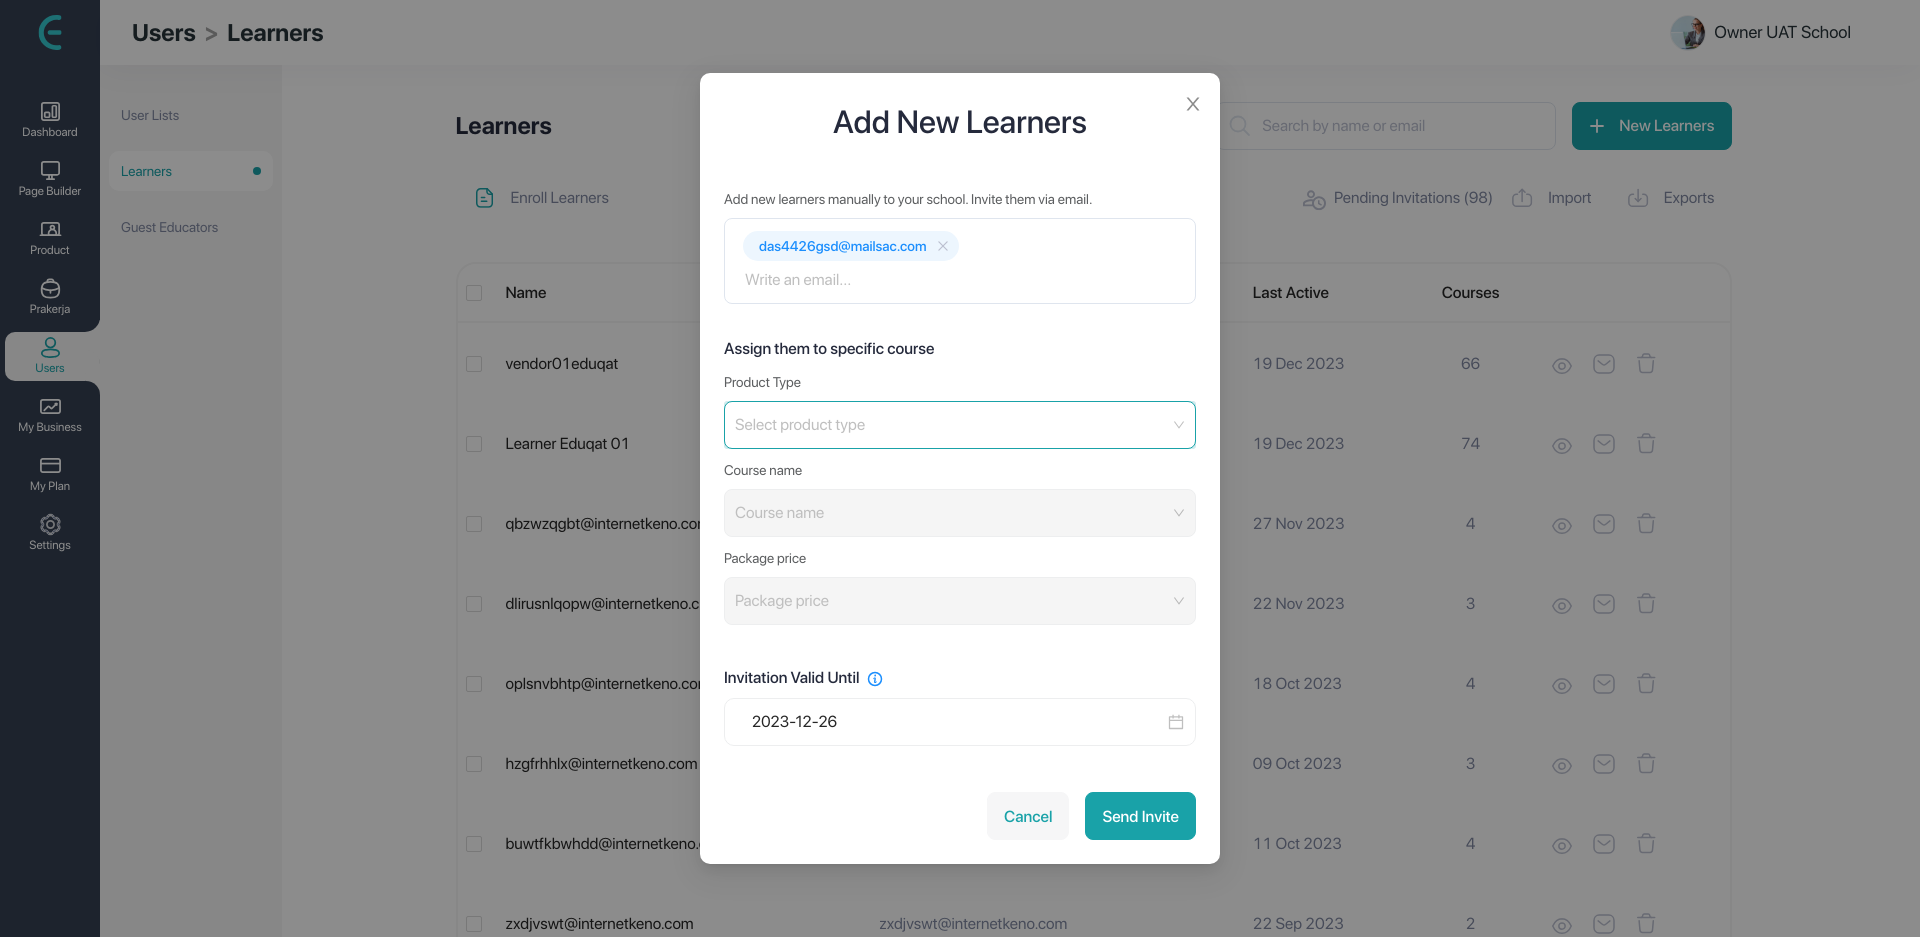 Users > Learners
Owner UAT School
Dashboard
Page Builder
Product
Prakerja
Users
My Business
My Plan
Settings
User Lists
Learners
Guest Educators
Learners
Search by name or email
+ New Learners
Enroll Learners
Pending Invitations (98)
Import
Exports
Name
Last Active
Courses
vendor01eduqat
19 Dec 2023
66
Learner Eduqat 01
19 Dec 2023
74
qbzwzqgbt@internetkeno.co
27 Nov 2023
4
dlirusnlqopw@internetkeno.c
22 Nov 2023
3
oplsnvbhtp@internetkeno.co
18 Oct 2023
4
hzgfrhhlx@internetkeno.com
09 Oct 2023
3
buwtfkbwhdd@internetkeno.
11 Oct 2023
4
zxdjvswt@internetkeno.com
zxdjvswt@internetkeno.com
22 Sep 2023
2
Add New Learners
Add new learners manually to your school. Invite them via email.
das4426gsd@mailsac.com
Write an email...
Assign them to specific course
Product Type
Select product type
Course name
Course name
Package price
Package price
Invitation Valid Until
2023-12-26
Cancel
Send Invite